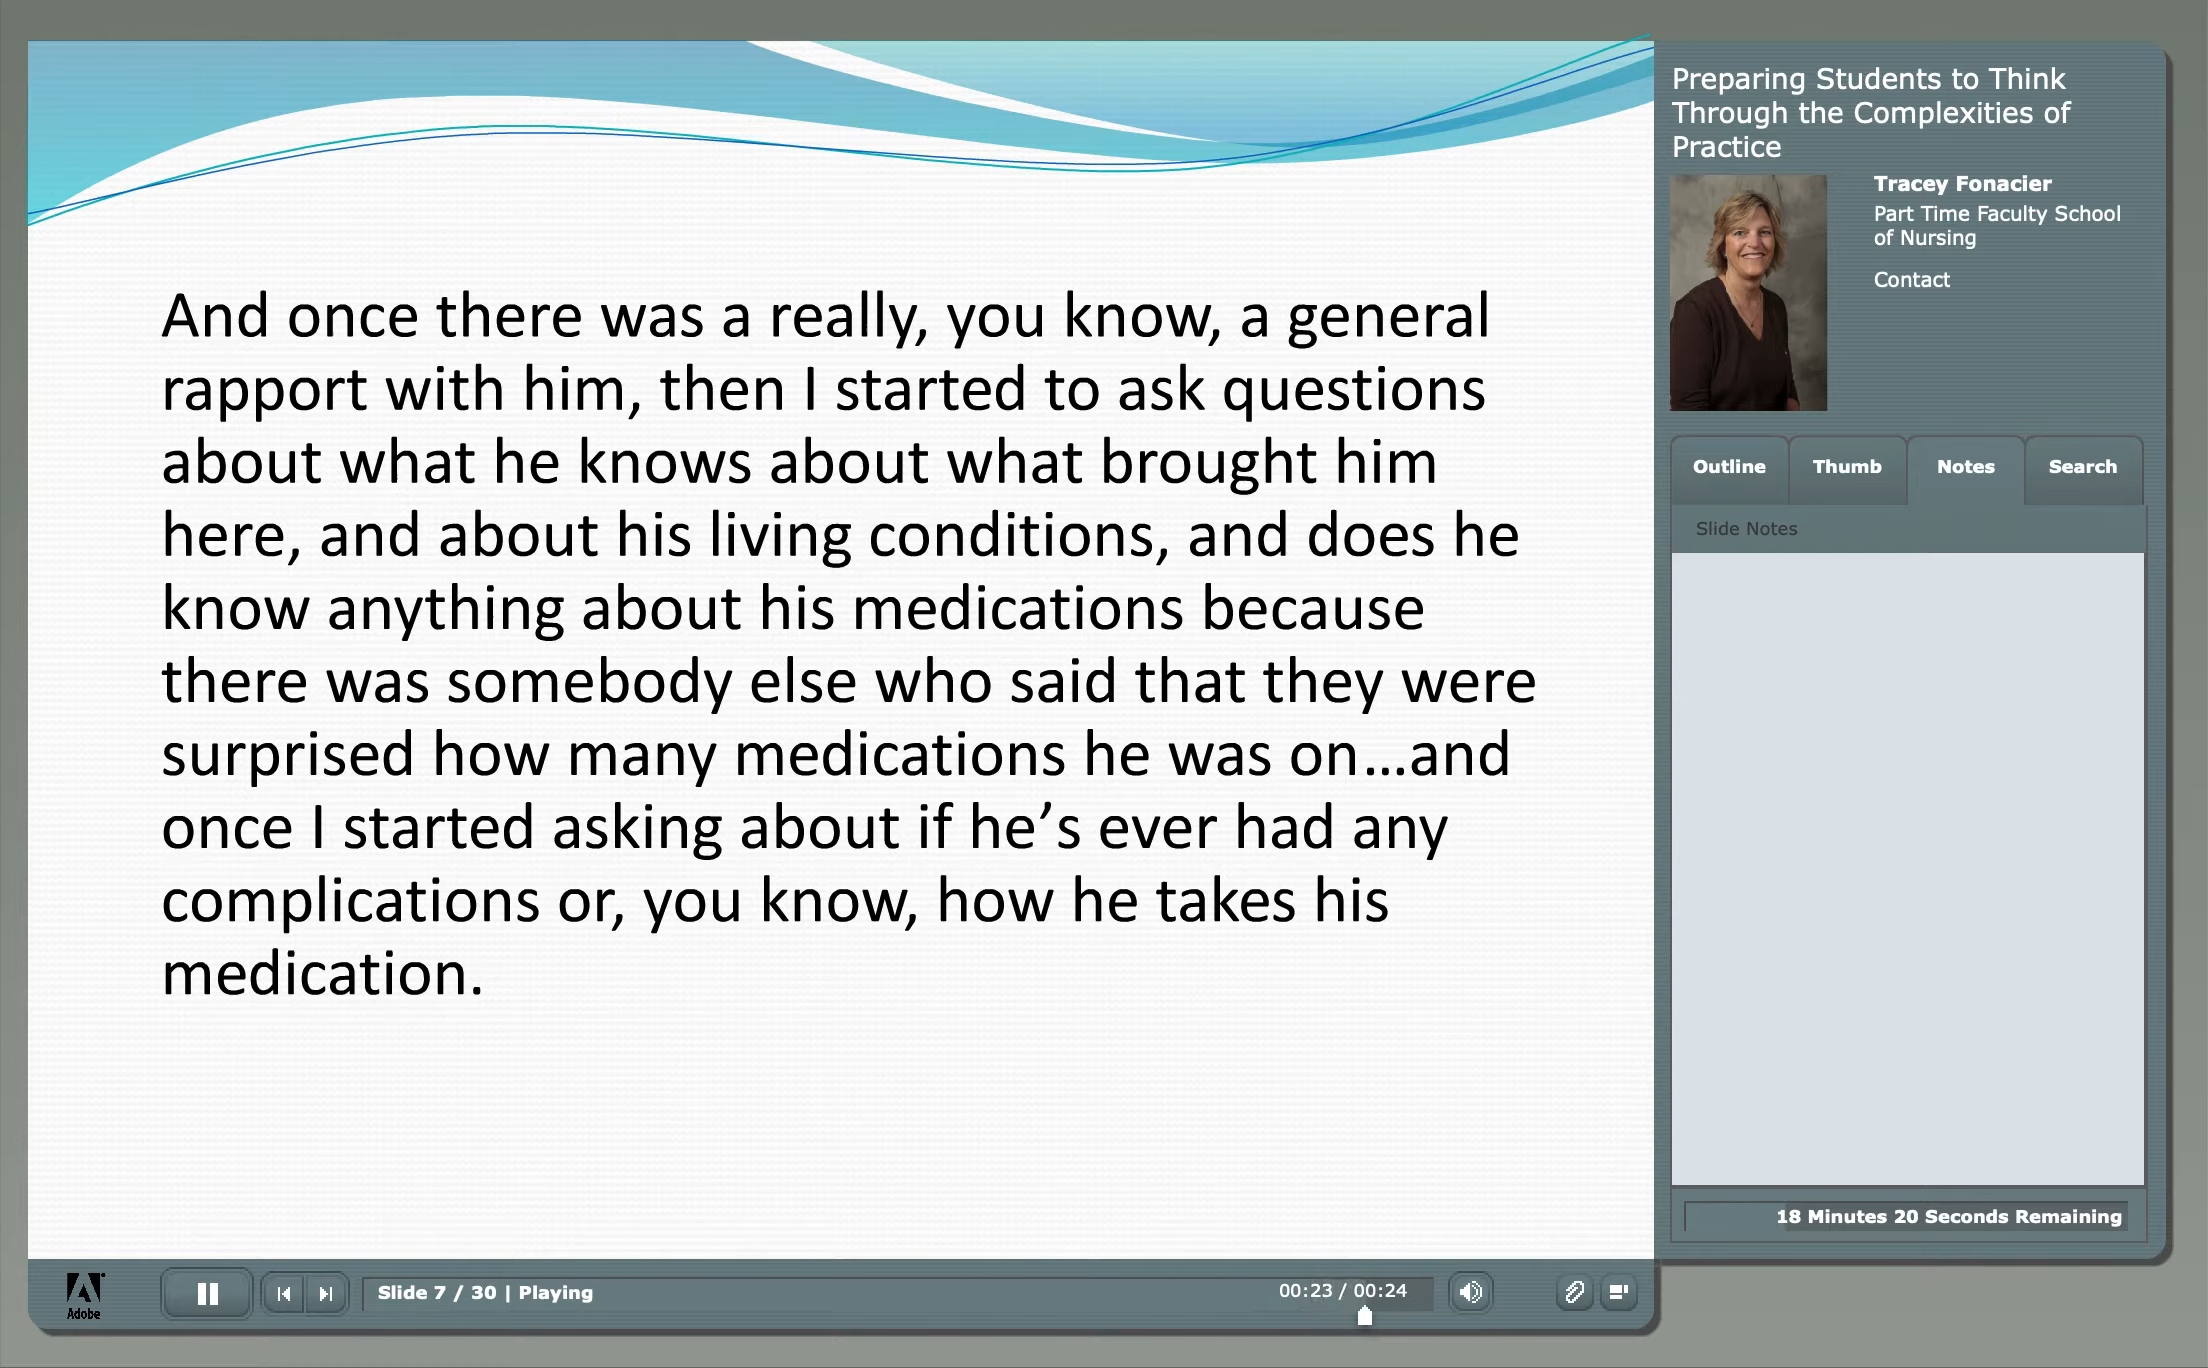 And once there was a really, you know, a general
rapport with him, then I started to ask questions
about what he knows about what brought him
here, and about his living conditions, and does he
know anything about his medications because
there was somebody else who said that they were
surprised how many medications he was on…and
once I started asking about if he’s ever had any
complications or, you know, how he takes his
medication.
Preparing Students to Think
Through the Complexities of
Practice
Tracey Fonacier
Part Time Faculty School
of Nursing
Contact
Outline Thumb Notes Search
Slide Notes
18 Minutes 20 Seconds Remaining
Adobe
Slide 7 / 30 | Playing
00:23 / 00:24